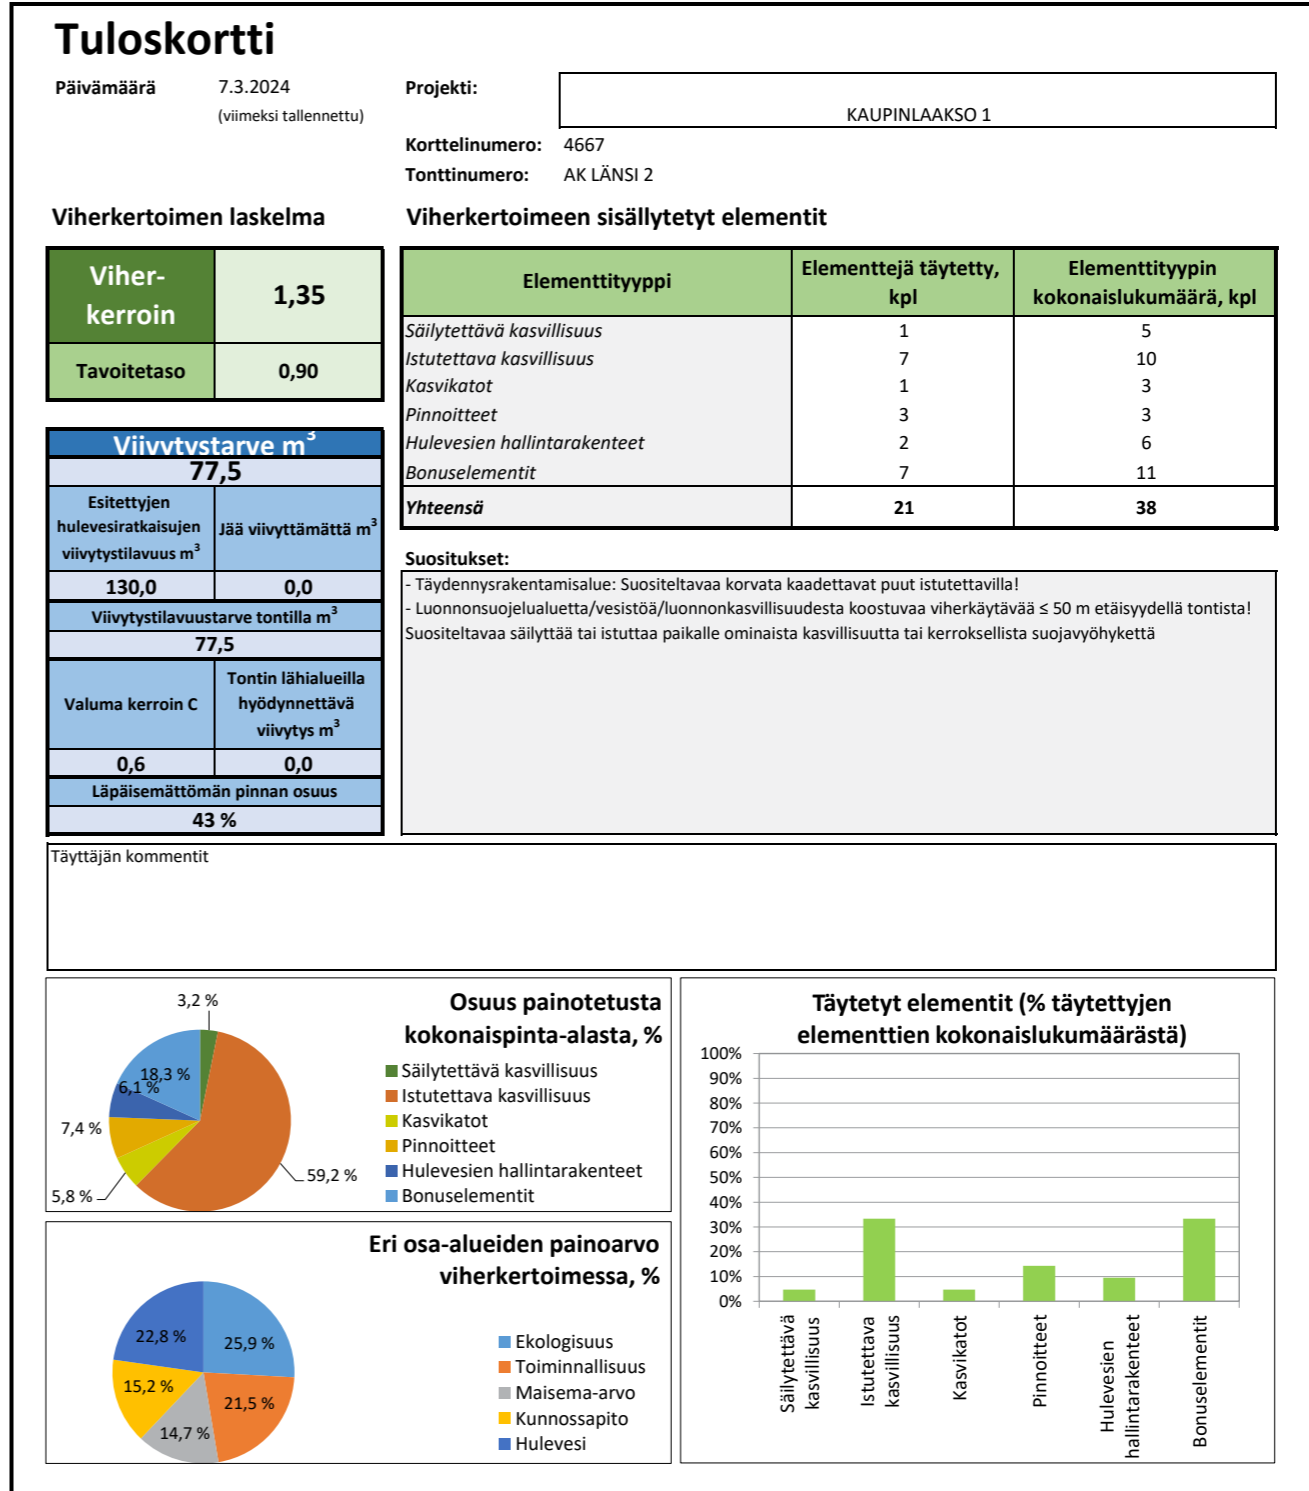 Tuloskortti
Päivämäärä 7.3.2024 Projekti:
(viimeksi tallennettu) KAUPINLAAKSO 1
Korttelinumero: 4667
Tonttinumero: AK LÄNSI 2
Viherkertoimen laskelma
Viher-
kerroin 1,35
Tavoitetaso 0,90
Viivytystarve m³
77,5
Esitettyjen
hulevesiratkaisujen
viivytystilavuus m³
Jää viivyttämättä m³
130,0 0,0
Viivytystilavuustarve tontilla m³
77,5
Valuma kerroin C
Tontin lähialueilla
hyödynnettävä
viivytys m³
0,6 0,0
Läpäisemättömän pinnan osuus
43 %
Viherkertoimeen sisällytetyt elementit
Elementtityyppi
Elementtejä täytetty,
kpl
Elementtityypin
kokonaislukumäärä, kpl
Säilytettävä kasvillisuus 1 5
Istutettava kasvillisuus 7 10
Kasvikatot 1 3
Pinnoitteet 3 3
Hulevesien hallintarakenteet 2 6
Bonuselementit 7 11
Yhteensä 21 38
Suositukset:
- Täydennysrakentamisalue: Suositeltavaa korvata kaadettavat puut istutettavilla!
- Luonnonsuojelualuetta/vesistöä/luonnonkasvillisuudesta koostuvaa viherkäytävää ≤ 50 m etäisyydellä tontista!
Suositeltavaa säilyttää tai istuttaa paikalle ominaista kasvillisuutta tai kerroksellista suojavyöhykettä
Täyttäjän kommentit
Osuus painotetusta
kokonaispinta-alasta, %
3,2 %
18,3 %
6,1 %
7,4 %
5,8 %
59,2 %
Säilytettävä kasvillisuus
Istutettava kasvillisuus
Kasvikatot
Pinnoitteet
Hulevesien hallintarakenteet
Bonuselementit
Eri osa-alueiden painoarvo
viherkertoimessa, %
22,8 %
25,9 %
15,2 %
21,5 %
14,7 %
Ekologisuus
Toiminnallisuus
Maisema-arvo
Kunnossapito
Hulevesi
Täytetyt elementit (% täytettyjen
elementtien kokonaislukumäärästä)
100%
90%
80%
70%
60%
50%
40%
30%
20%
10%
0%
Säilytettävä
kasvillisuus
Istutettava
kasvillisuus
Kasvikatot
Pinnoitteet
Hulevesien
hallintarakenteet
Bonuselementit